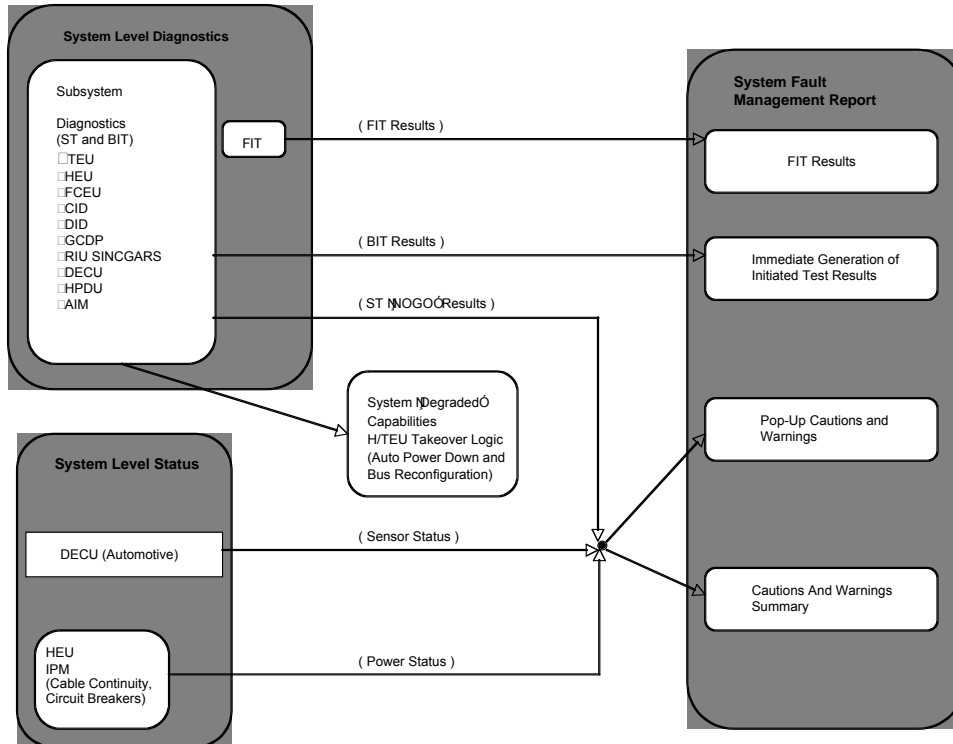 System Level Diagnostics
Subsystem
Diagnostics
(ST and BIT)
□TEU
□HEU
□FCEU
□CID
□DID
□GCDP
□RIU SINCGARS
□DECU
□HPDU
□AIM
FIT
( FIT Results )
( BIT Results )
( ST NOGOÓ Results )
System DegradedÓ
Capabilities
H/TEU Takeover Logic
(Auto Power Down and
Bus Reconfiguration)
System Level Status
DECU (Automotive)
HEU
IPM
(Cable Continuity,
Circuit Breakers)
( Sensor Status )
( Power Status )
System Fault
Management Report
FIT Results
Immediate Generation of
Initiated Test Results
Pop-Up Cautions and
Warnings
Cautions And Warnings
Summary